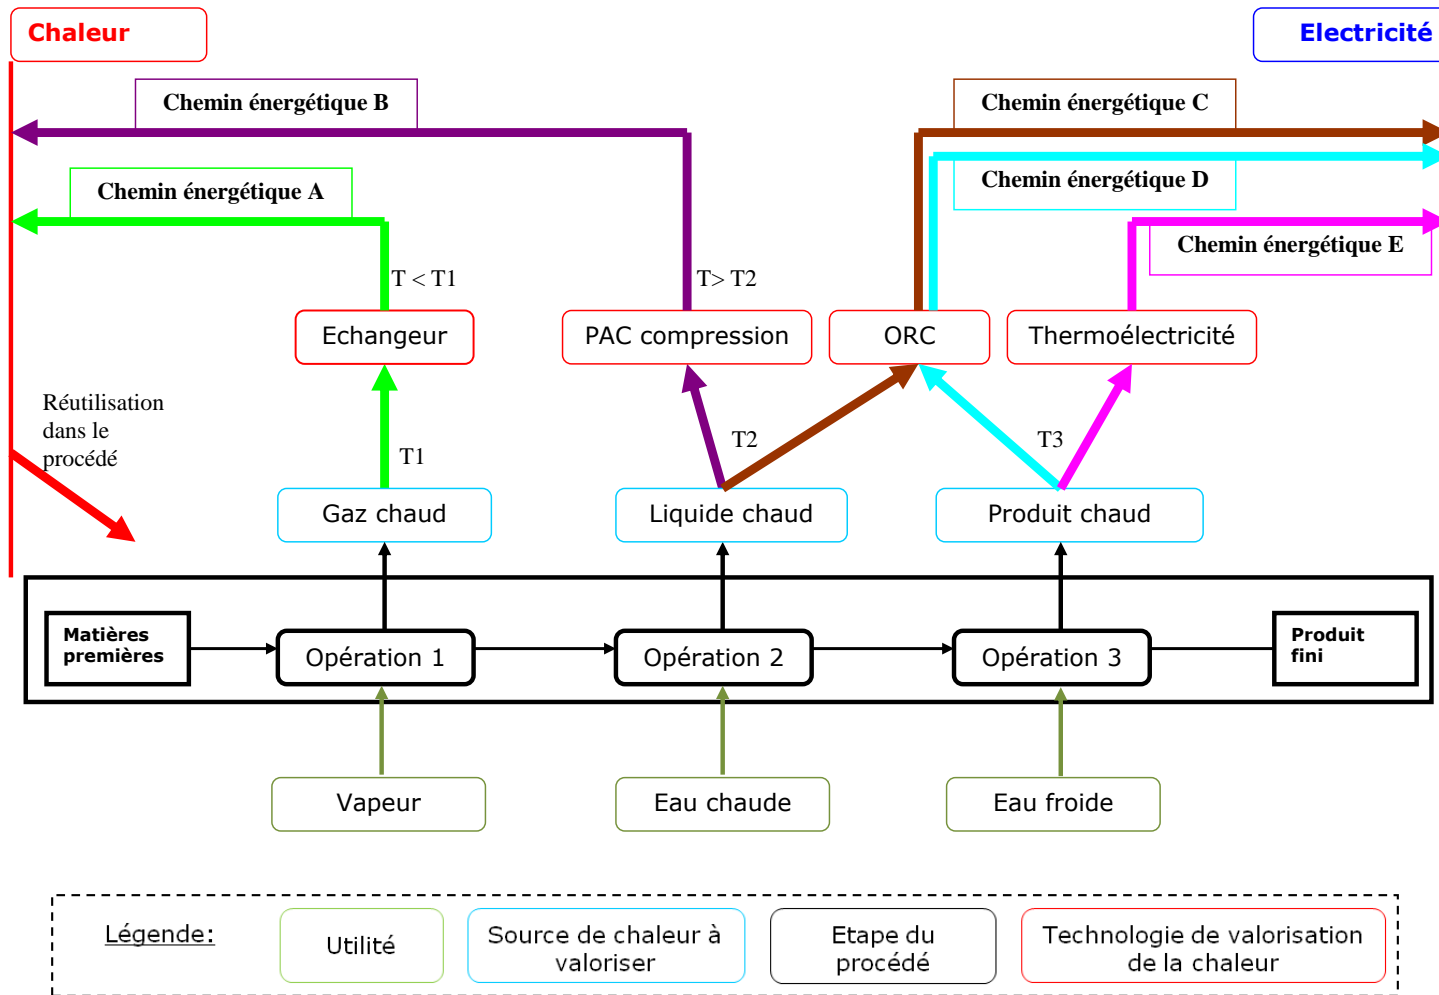 Chaleur
Electricité
Chemin énergétique B
Chemin énergétique C
Chemin énergétique A
Chemin énergétique D
Chemin énergétique E
T < T1
T> T2
Echangeur
PAC compression
ORC
Thermoélectricité
Réutilisation
dans le
procédé
T1
T2
T3
Gaz chaud
Liquide chaud
Produit chaud
Matières
premières
Opération 1
Opération 2
Opération 3
Produit
fini
Vapeur
Eau chaude
Eau froide
Légende:
Utilité
Source de chaleur à
valoriser
Etape du
procédé
Technologie de valorisation
de la chaleur